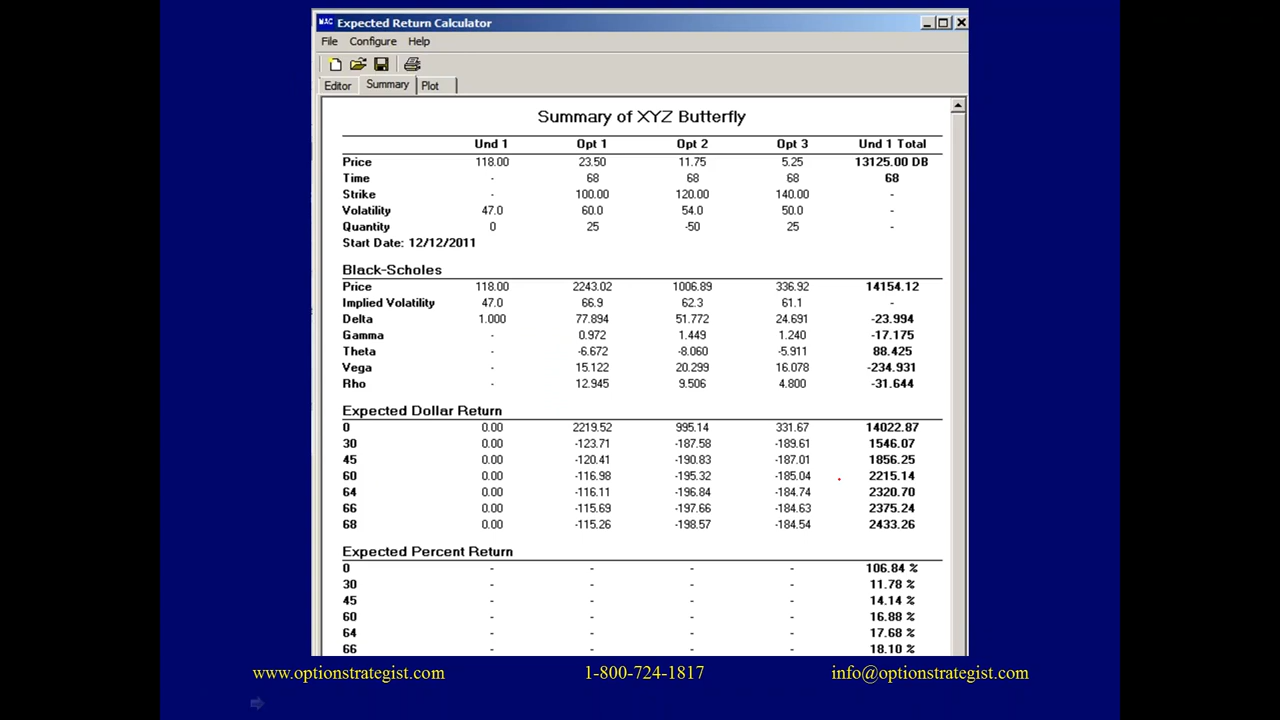 MAC Expected Return Calculator
File Configure Help
Editor Summary Plot
Summary of XYZ Butterfly
Und 1 Opt 1 Opt 2 Opt 3 Und 1 Total
Price 118.00 23.50 11.75 5.25 13125.00 DB
Time - 68 68 68 68
Strike - 100.00 120.00 140.00 -
Volatility 47.0 60.0 54.0 50.0 -
Quantity 0 25 -50 25 -
Start Date: 12/12/2011
Black-Scholes
Price 118.00 2243.02 1006.89 336.92 14154.12
Implied Volatility 47.0 66.9 62.3 61.1 -
Delta 1.000 77.894 51.772 24.691 -23.994
Gamma - 0.972 1.449 1.240 -17.175
Theta - -6.672 -8.060 -5.911 88.425
Vega - 15.122 20.299 16.078 -234.931
Rho - 12.945 9.506 4.800 -31.644
Expected Dollar Return
0 0.00 2219.52 995.14 331.67 14022.87
30 0.00 -123.71 -187.58 -189.61 1546.07
45 0.00 -120.41 -190.83 -187.01 1856.25
60 0.00 -116.98 -195.32 -185.04 2215.14
64 0.00 -116.11 -196.84 -184.74 2320.70
66 0.00 -115.69 -197.66 -184.63 2375.24
68 0.00 -115.26 -198.57 -184.54 2433.26
Expected Percent Return
0 - - - - 106.84 %
30 - - - - 11.78 %
45 - - - - 14.14 %
60 - - - - 16.88 %
64 - - - - 17.68 %
66 - - - - 18.10 %
www.optionstrategist.com 1-800-724-1817 info@optionstrategist.com